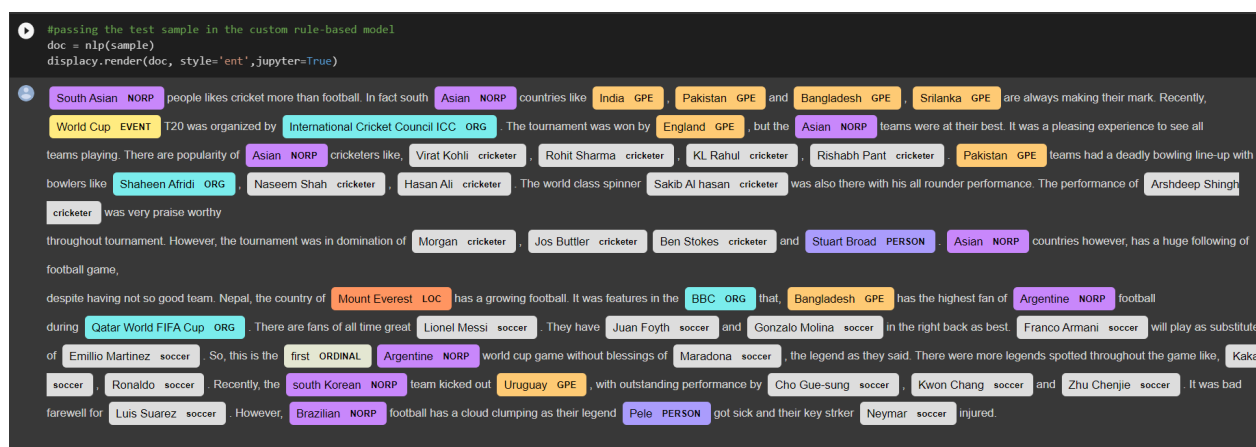 #passing the test sample in the custom rule-based model
doc = nlp(sample)
displacy.render(doc, style='ent',jupyter=True)
South Asian NORP people likes cricket more than football. In fact south Asian NORP countries like India GPE , Pakistan GPE and Bangladesh GPE , Srilanka GPE are always making their mark. Recently,
World Cup EVENT T20 was organized by International Cricket Council ICC ORG . The tournament was won by England GPE , but the Asian NORP teams were at their best. It was a pleasing experience to see all
teams playing. There are popularity of Asian NORP cricketers like, Virat Kohli cricketer , Rohit Sharma cricketer , KL Rahul cricketer , Rishabh Pant cricketer . Pakistan GPE teams had a deadly bowling line-up with
bowlers like Shaheen Afridi ORG , Naseem Shah cricketer , Hasan Ali cricketer . The world class spinner Sakib Al hasan cricketer was also there with his all rounder performance. The performance of Arshdeep Shingh
cricketer was very praise worthy
throughout tournament. However, the tournament was in domination of Morgan cricketer , Jos Buttler cricketer Ben Stokes cricketer and Stuart Broad PERSON . Asian NORP countries however, has a huge following of
football game,
despite having not so good team. Nepal, the country of Mount Everest LOC has a growing football. It was features in the BBC ORG that, Bangladesh GPE has the highest fan of Argentine NORP football
during Qatar World FIFA Cup ORG . There are fans of all time great Lionel Messi soccer . They have Juan Foyth soccer and Gonzalo Molina soccer in the right back as best. Franco Armani soccer will play as substitute
of Emillio Martinez soccer . So, this is the first ORDINAL Argentine NORP world cup game without blessings of Maradona soccer , the legend as they said. There were more legends spotted throughout the game like, Kaka
soccer , Ronaldo soccer . Recently, the south Korean NORP team kicked out Uruguay GPE , with outstanding performance by Cho Gue-sung soccer , Kwon Chang soccer and Zhu Chenjie soccer . It was bad
farewell for Luis Suarez soccer . However, Brazilian NORP football has a cloud clumping as their legend Pele PERSON got sick and their key strker Neymar soccer injured.